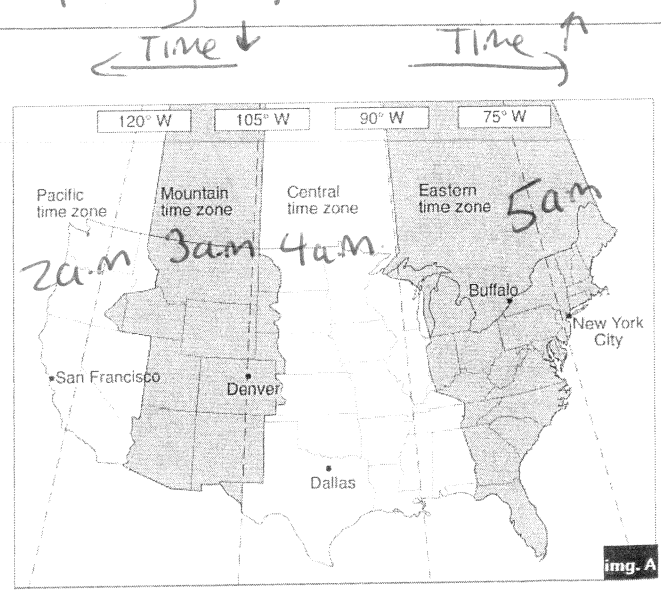 Time ↓
Time ↑
120° W
105° W
90° W
75° W
Pacific
time zone
Mountain
time zone
Central
time zone
Eastern
time zone
2a.m
3a.m
4a.m
5am
Buffalo
New York
City
San Francisco
Denver
Dallas
img. A